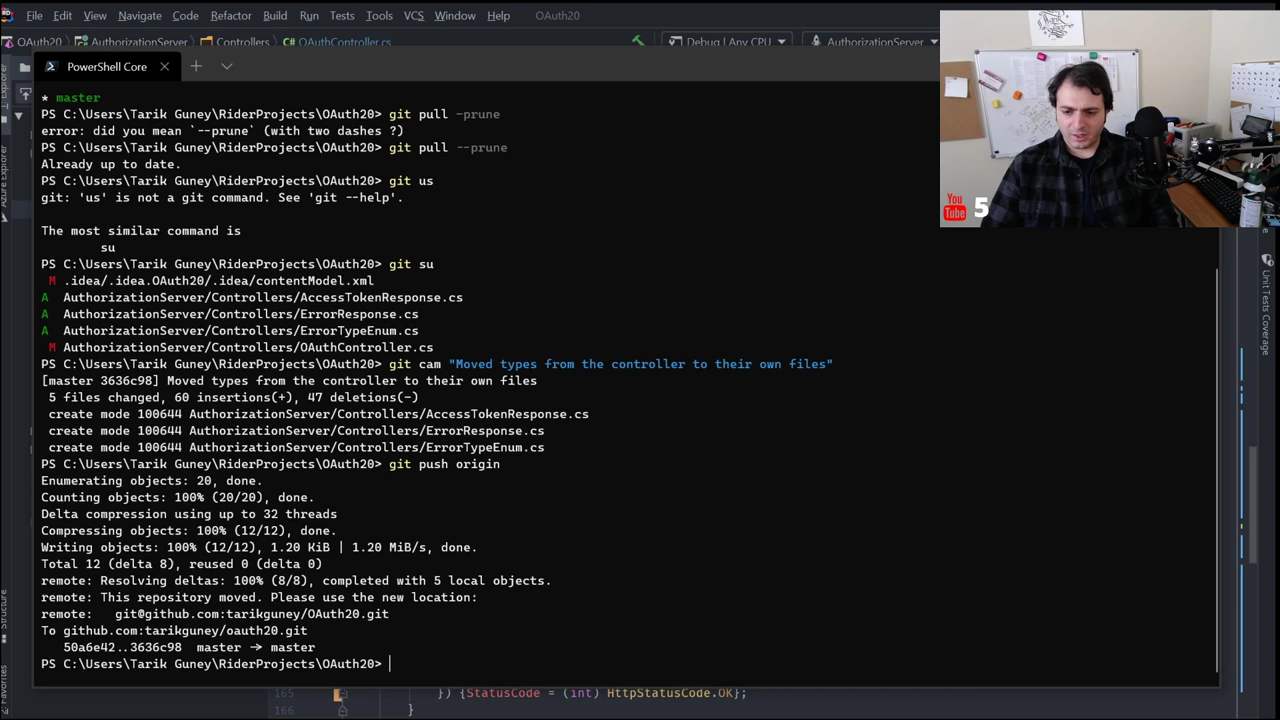 File Edit View Navigate Code Refactor Build Run Tests Tools VCS Window Help OAuth20
OAuth20 AuthorizationServer Controllers OAuthController.cs Debug | Any CPU AuthorizationServer
PowerShell Core
* master
PS C:\Users\Tarik Guney\RiderProjects\OAuth20> git pull -prune
error: did you mean `--prune` (with two dashes ?)
PS C:\Users\Tarik Guney\RiderProjects\OAuth20> git pull --prune
Already up to date.
PS C:\Users\Tarik Guney\RiderProjects\OAuth20> git us
git: 'us' is not a git command. See 'git --help'.
The most similar command is
su
PS C:\Users\Tarik Guney\RiderProjects\OAuth20> git su
M .idea/.idea.OAuth20/.idea/contentModel.xml
A AuthorizationServer/Controllers/AccessTokenResponse.cs
A AuthorizationServer/Controllers/ErrorResponse.cs
A AuthorizationServer/Controllers/ErrorTypeEnum.cs
M AuthorizationServer/Controllers/OAuthController.cs
PS C:\Users\Tarik Guney\RiderProjects\OAuth20> git cam "Moved types from the controller to their own files"
[master 3636c98] Moved types from the controller to their own files
5 files changed, 60 insertions(+), 47 deletions(-)
create mode 100644 AuthorizationServer/Controllers/AccessTokenResponse.cs
create mode 100644 AuthorizationServer/Controllers/ErrorResponse.cs
create mode 100644 AuthorizationServer/Controllers/ErrorTypeEnum.cs
PS C:\Users\Tarik Guney\RiderProjects\OAuth20> git push origin
Enumerating objects: 20, done.
Counting objects: 100% (20/20), done.
Delta compression using up to 32 threads
Compressing objects: 100% (12/12), done.
Writing objects: 100% (12/12), 1.20 KiB | 1.20 MiB/s, done.
Total 12 (delta 8), reused 0 (delta 0)
remote: Resolving deltas: 100% (8/8), completed with 5 local objects.
remote: This repository moved. Please use the new location:
remote: git@github.com:tarikguney/OAuth20.git
To github.com:tarikguney/oauth20.git
50a6e42..3636c98 master → master
PS C:\Users\Tarik Guney\RiderProjects\OAuth20>
165 }) {StatusCode = (int) HttpStatusCode.OK};
166 }
You
Tube 5
Unit Tests Coverage
Azure Explorer
Structure
Favorites